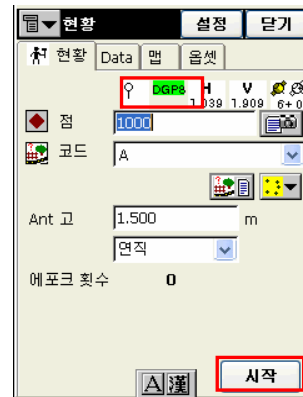 현황 설정 닫기
현황 Data 맵 옵셋
DGPS H V
1.039 1.909 6+0
점 1000
코드 A
Ant 고 1.500 m
연직
에포크 횟수 0
시작
A漢